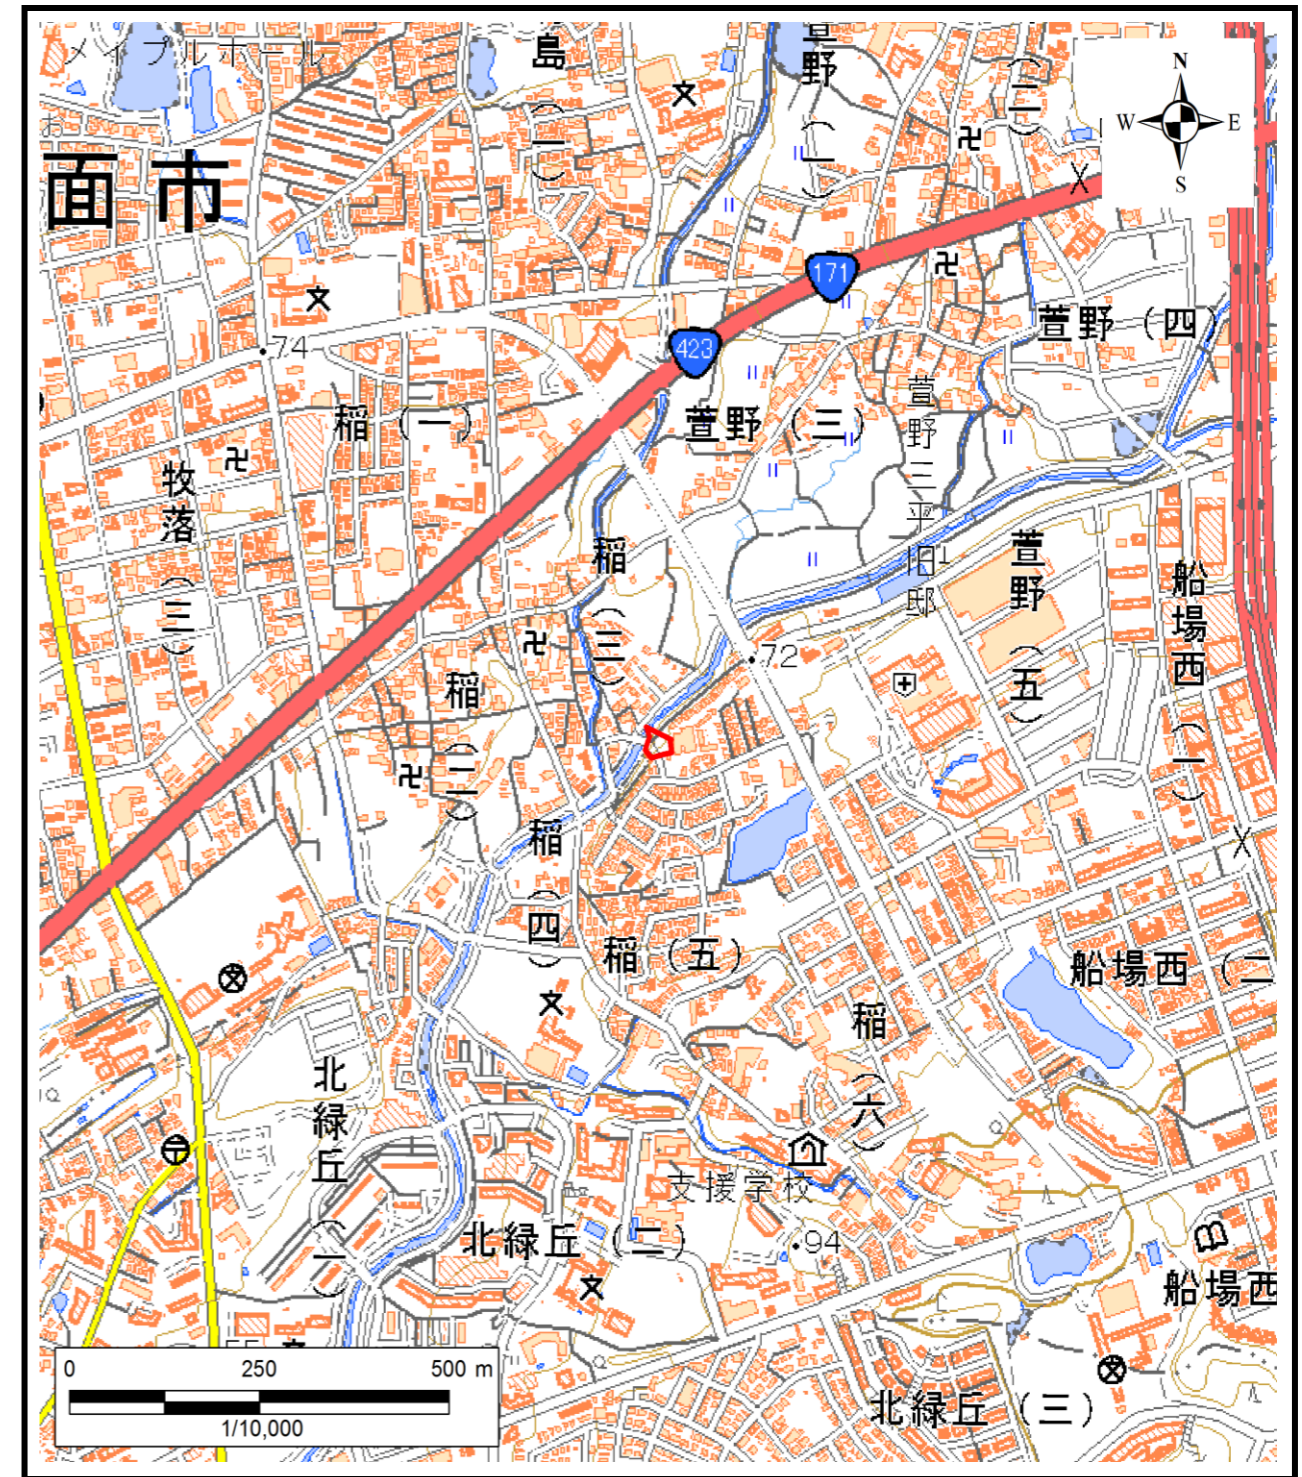 メイプルホール
島(一)
萱野(一)
(二)
N
W E
S
面市
171
423
74
萱野(四)
稲(一)
萱野(三)
萱野三平旧邸
牧落(三)
稲(三)
萱野(五)
船場西(一)
稲(二)
72
稲(四)
稲(五)
船場西(二
稲(六)
北緑丘(一)
支援学校
北緑丘(二)
94
船場西
北緑丘(三)
0 250 500 m
1/10,000